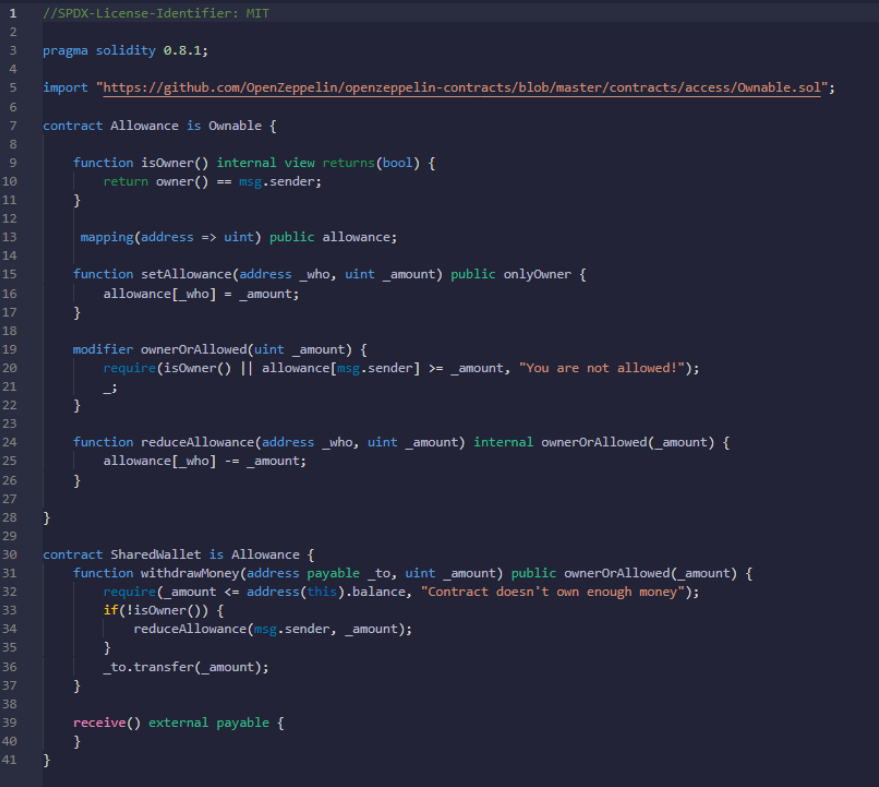 1 //SPDX-License-Identifier: MIT
2
3 pragma solidity 0.8.1;
4
5 import "https://github.com/OpenZeppelin/openzeppelin-contracts/blob/master/contracts/access/Ownable.sol";
6
7 contract Allowance is Ownable {
8
9 function isOwner() internal view returns(bool) {
10 return owner() == msg.sender;
11 }
12
13 mapping(address => uint) public allowance;
14
15 function setAllowance(address _who, uint _amount) public onlyOwner {
16 allowance[_who] = _amount;
17 }
18
19 modifier ownerOrAllowed(uint _amount) {
20 require(isOwner() || allowance[msg.sender] >= _amount, "You are not allowed!");
21 _;
22 }
23
24 function reduceAllowance(address _who, uint _amount) internal ownerOrAllowed(_amount) {
25 allowance[_who] -= _amount;
26 }
27
28 }
29
30 contract SharedWallet is Allowance {
31 function withdrawMoney(address payable _to, uint _amount) public ownerOrAllowed(_amount) {
32 require(_amount <= address(this).balance, "Contract doesn't own enough money");
33 if(!isOwner()) {
34 reduceAllowance(msg.sender, _amount);
35 }
36 _to.transfer(_amount);
37 }
38
39 receive() external payable {
40 }
41 }